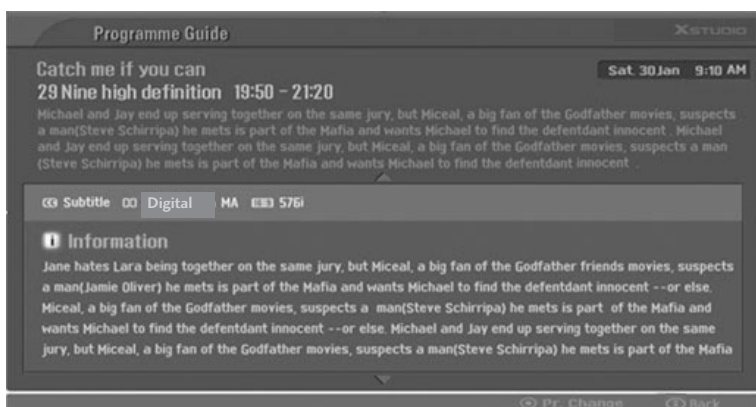 Programme Guide
XSTUDIO
Catch me if you can
Sat. 30 Jan 9:10 AM
29 Nine high definition 19:50 - 21:20
Michael and Jay end up serving together on the same jury, but Miceal, a big fan of the Godfather movies, suspects
a man(Steve Schirripa) he mets is part of the Mafia and wants Michael to find the defentdant innocent . Michael
and Jay end up serving together on the same jury, but Miceal, a big fan of the Godfather movies, suspects a man
(Steve Schirripa) he mets is part of the Mafia and wants Michael to find the defentdant innocent .
Subtitle Digital MA 576i
i Information
Jane hates Lara being together on the same jury, but Miceal, a big fan of the Godfather friends movies, suspects
a man(Jamie Oliver) he mets is part of the Mafia and wants Michael to find the defentdant innocent --or else.
Miceal, a big fan of the Godfather movies, suspects a man(Steve Schirripa) he mets is part of the Mafia and
wants Michael to find the defentdant innocent --or else. Michael and Jay end up serving together on the same
jury, but Miceal, a big fan of the Godfather movies, suspects a man(Steve Schirripa) he mets is part of the Mafia
Pr. Change Back